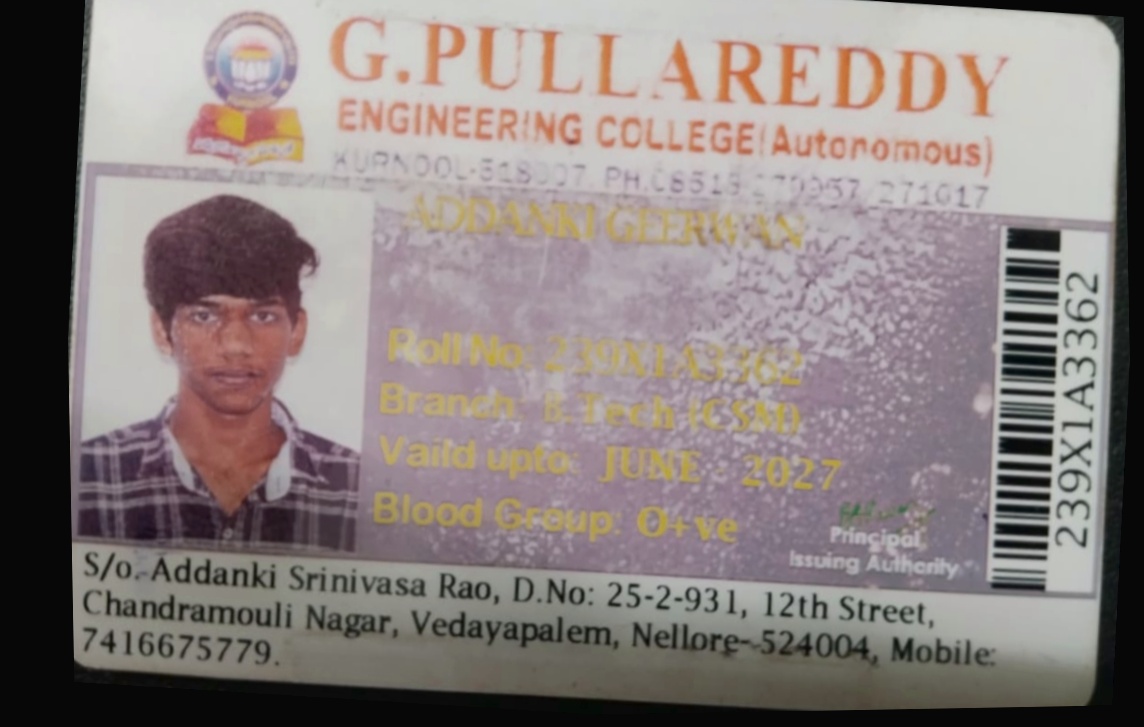 G.PULLAREDDY
ENGINEERING COLLEGE(Autonomous)
KURNOOL-518007 PH.08518 271617
ADDANKI GEERWAN
Roll No: 239X1A3362
Branch: B.Tech (CSM)
Vaild upto: JUNE - 2027
Blood Group: O+ve
Principal
Issuing Authority
239X1A3362
S/o. Addanki Srinivasa Rao, D.No: 25-2-931, 12th Street,
Chandramouli Nagar, Vedayapalem, Nellore-524004, Mobile:
7416675779.